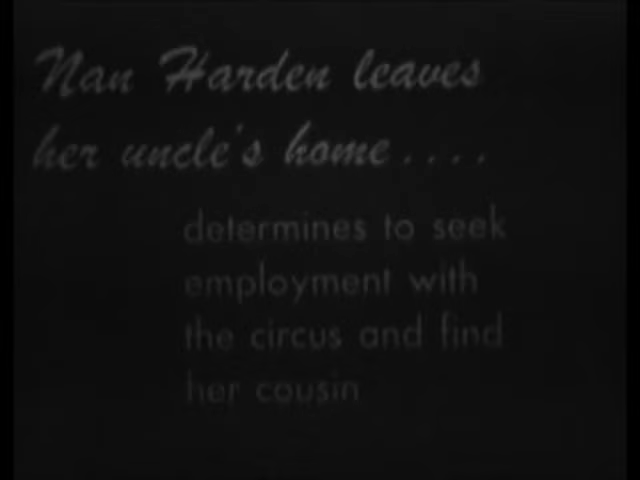 Nan Harden leaves
her uncle's home....
determines to seek
employment with
the circus and find
her cousin